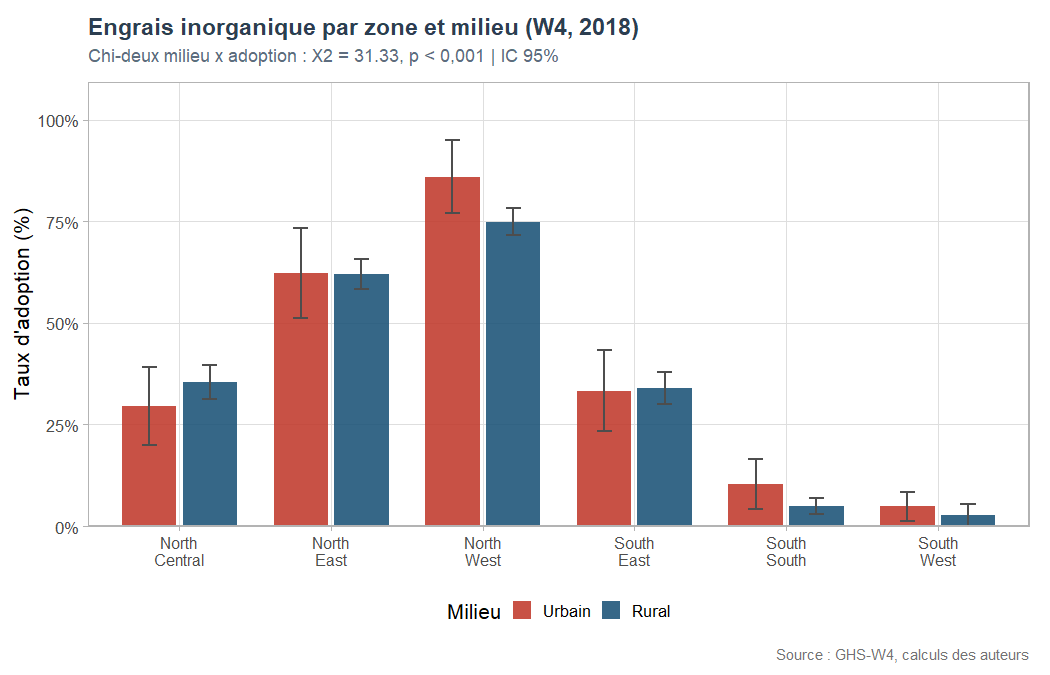 Engrais inorganique par zone et milieu (W4, 2018)
Chi-deux milieu x adoption : X2 = 31.33, p < 0,001 | IC 95%
Taux d'adoption (%)
100%
75%
50%
25%
0%
North
Central
North
East
North
West
South
East
South
South
South
West
Milieu
Urbain
Rural
Source : GHS-W4, calculs des auteurs